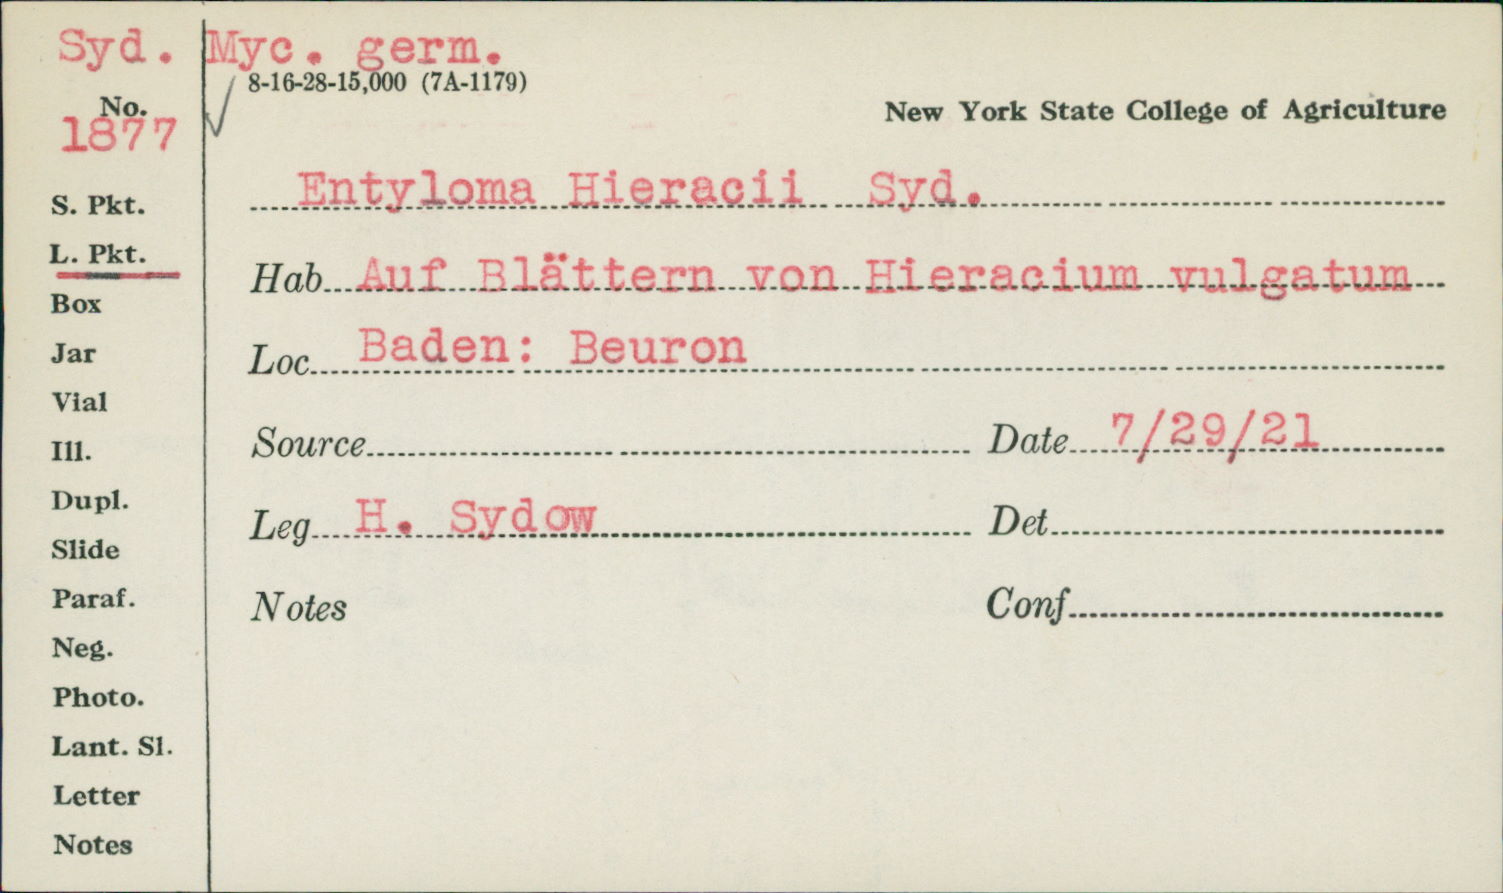 Syd. Myc. germ.
8-16-28-15,000 (7A-1179)
No.
1877
New York State College of Agriculture
Entyloma Hieracii Syd.
S. Pkt.
L. Pkt.
Hab Auf Blättern von Hieracium vulgatum
Box
Jar
Loc Baden: Beuron
Vial
Ill.
Source Date 7/29/21
Dupl.
Leg H. Sydow Det
Slide
Paraf.
Notes Conf
Neg.
Photo.
Lant. Sl.
Letter
Notes